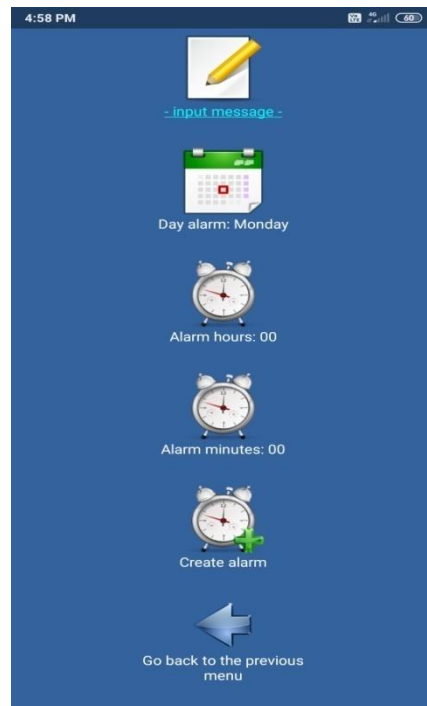 4:58 PM
4G 60
- input message -
Day alarm: Monday
Alarm hours: 00
Alarm minutes: 00
Create alarm
Go back to the previous
menu